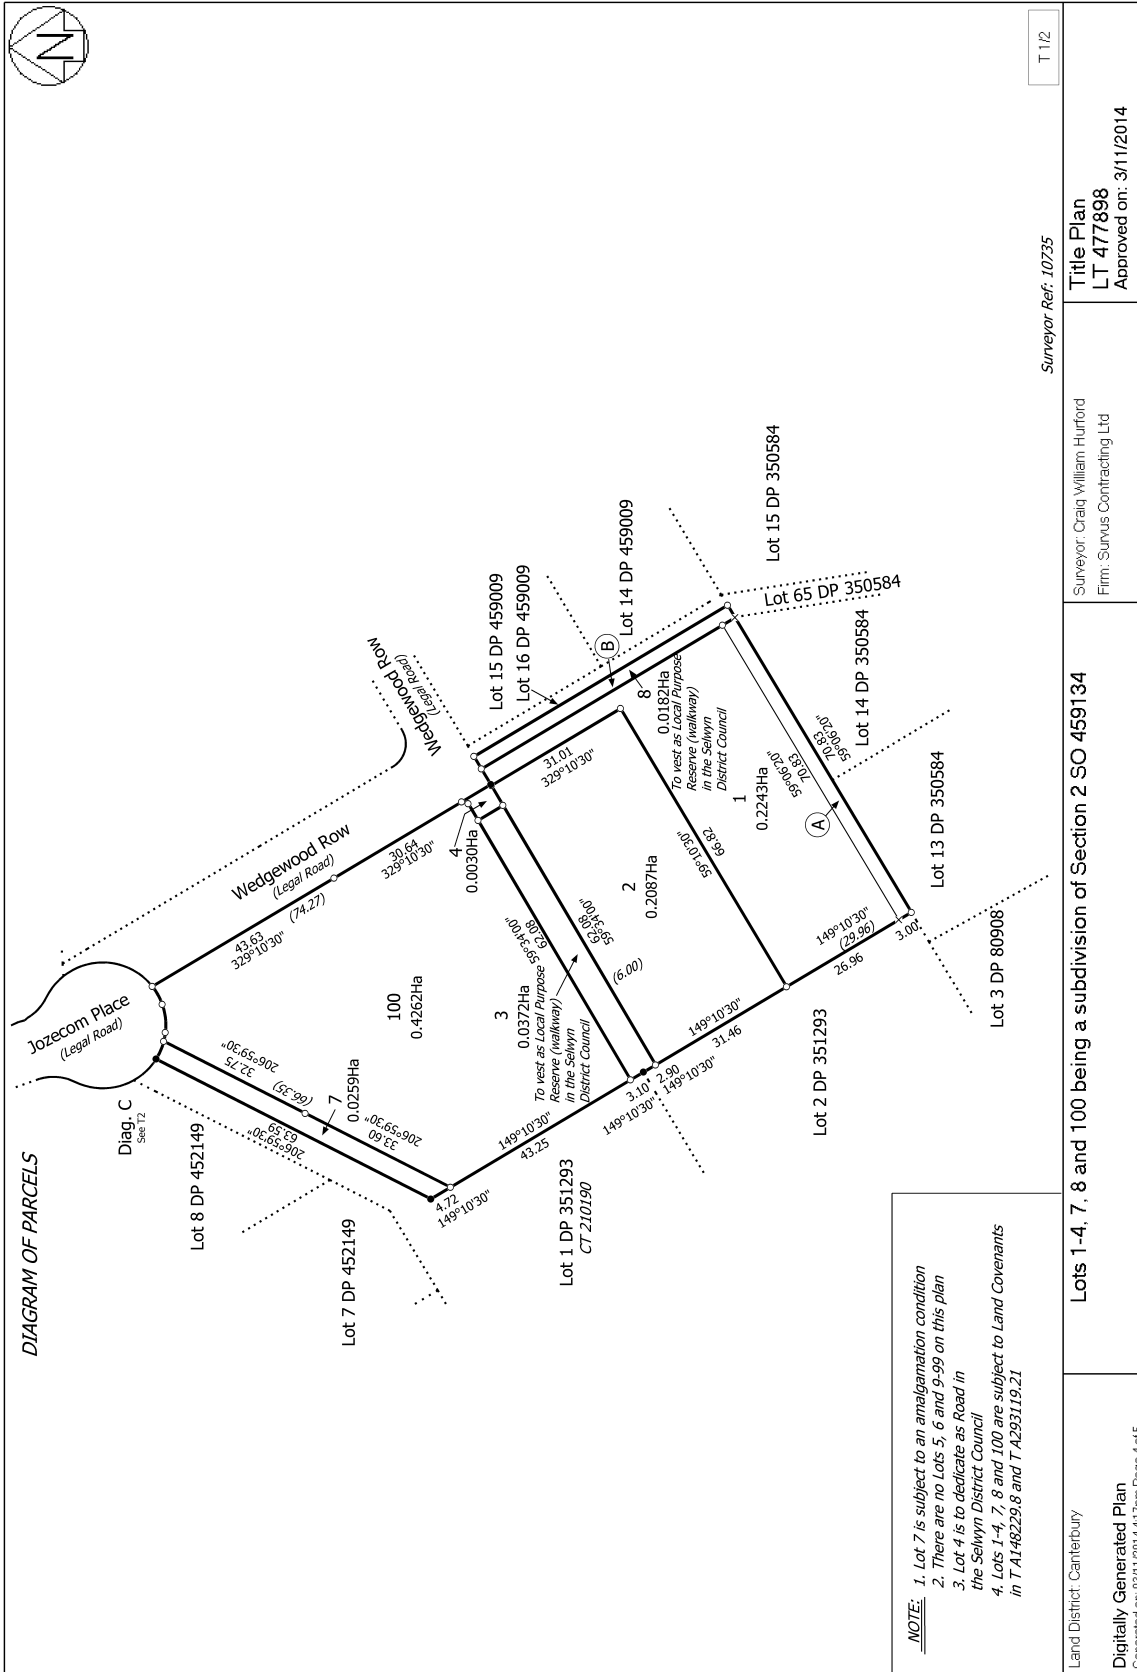 DIAGRAM OF PARCELS
N
Jozecom Place
(Legal Road)
Diag. C
See T2
Lot 8 DP 452149
Lot 7 DP 452149
206°59'30"
32.75
(66.35)
7
0.0259Ha
206°59'30"
63.59
206°59'30"
33.60
4.72
149°10'30"
43.63
329°10'30"
Wedgewood Row
(Legal Road)
(74.27)
30.64
329°10'30"
Wedgewood Row
(Legal Road)
100
0.4262Ha
4
0.0030Ha
149°10'30"
43.25
Lot 1 DP 351293
CT 210190
3
0.0372Ha
To vest as Local Purpose
Reserve (walkway)
in the Selwyn
District Council
59°34'00"
62.08
62.08
59°34'00"
(6.00)
3.10
149°10'30"
2.90
149°10'30"
Lot 15 DP 459009
Lot 16 DP 459009
Lot 14 DP 459009
B
31.01
329°10'30"
2
0.2087Ha
149°10'30"
31.46
Lot 2 DP 351293
59°10'30"
66.82
8
0.0182Ha
To vest as Local Purpose
Reserve (walkway)
in the Selwyn
District Council
1
0.2243Ha
59°06'20"
70.83
70.83
59°06'20"
A
149°10'30"
(29.96)
26.96
3.00
Lot 65 DP 350584
Lot 15 DP 350584
Lot 14 DP 350584
Lot 13 DP 350584
Lot 3 DP 80908
NOTE: 1. Lot 7 is subject to an amalgamation condition
2. There are no Lots 5, 6 and 9-99 on this plan
3. Lot 4 is to dedicate as Road in
the Selwyn District Council
4. Lots 1-4, 7, 8 and 100 are subject to Land Covenants
in T A148229.8 and T A293119.21
Surveyor Ref: 10735
T 1/2
Land District: Canterbury
Digitally Generated Plan
Lots 1-4, 7, 8 and 100 being a subdivision of Section 2 SO 459134
Surveyor: Craig William Hurford
Firm: Survus Contracting Ltd
Title Plan
LT 477898
Approved on: 3/11/2014